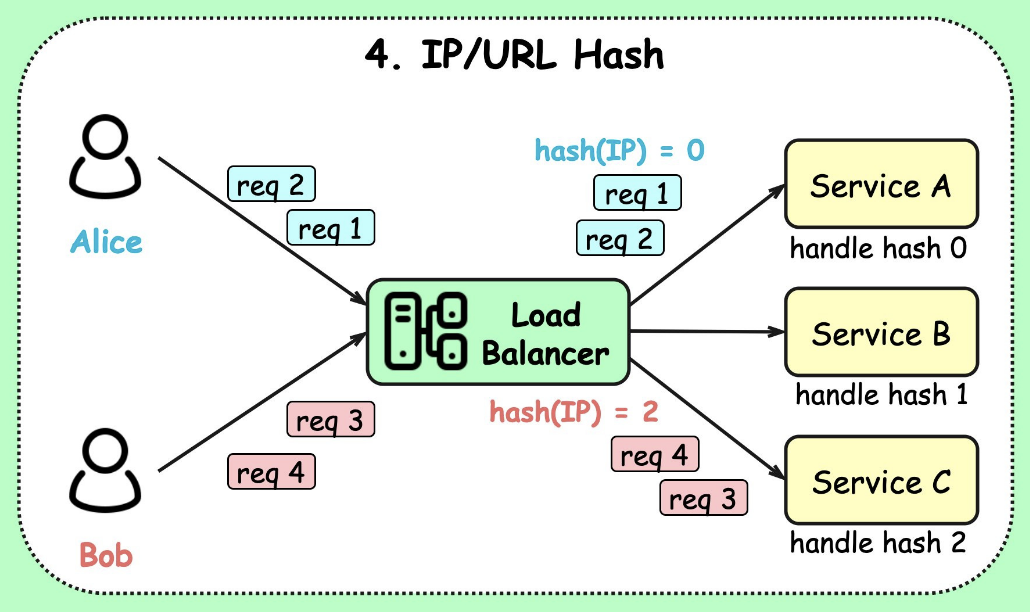 4. IP/URL Hash
Alice
req 2
req 1
hash(IP) = 0
req 1
req 2
Service A
handle hash 0
Load
Balancer
Service B
handle hash 1
Bob
req 3
req 4
hash(IP) = 2
req 4
req 3
Service C
handle hash 2